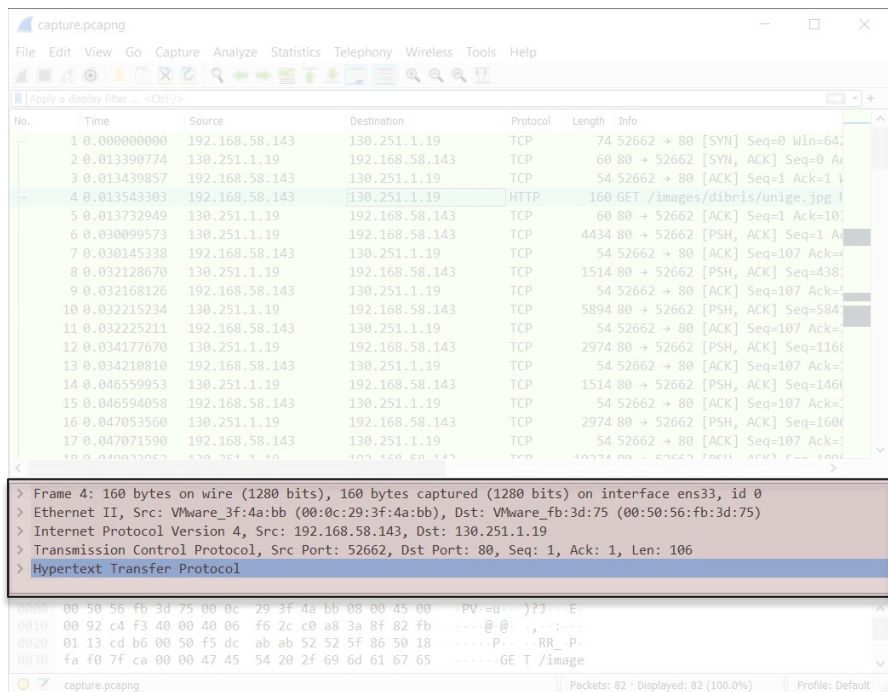 capture.pcapng
File Edit View Go Capture Analyze Statistics Telephony Wireless Tools Help
Apply a display filter ... <Ctrl-/>
No. Time Source Destination Protocol Length Info
1 0.000000000 192.168.58.143 130.251.1.19 TCP 74 52662 → 80 [SYN] Seq=0 Win=642
2 0.013390774 130.251.1.19 192.168.58.143 TCP 60 80 → 52662 [SYN, ACK] Seq=0 Ac
3 0.013439857 192.168.58.143 130.251.1.19 TCP 54 52662 → 80 [ACK] Seq=1 Ack=1 W
4 0.013543303 192.168.58.143 130.251.1.19 HTTP 160 GET /images/dibris/unige.jpg H
5 0.013732949 130.251.1.19 192.168.58.143 TCP 60 80 → 52662 [ACK] Seq=1 Ack=107
6 0.030099573 130.251.1.19 192.168.58.143 TCP 4434 80 → 52662 [PSH, ACK] Seq=1 A
7 0.030145338 192.168.58.143 130.251.1.19 TCP 54 52662 → 80 [ACK] Seq=107 Ack=4
8 0.032128670 130.251.1.19 192.168.58.143 TCP 1514 80 → 52662 [PSH, ACK] Seq=4381
9 0.032168126 192.168.58.143 130.251.1.19 TCP 54 52662 → 80 [ACK] Seq=107 Ack=5
10 0.032215234 130.251.1.19 192.168.58.143 TCP 5894 80 → 52662 [PSH, ACK] Seq=584
11 0.032225211 192.168.58.143 130.251.1.19 TCP 54 52662 → 80 [ACK] Seq=107 Ack=1
12 0.034177670 130.251.1.19 192.168.58.143 TCP 2974 80 → 52662 [PSH, ACK] Seq=1168
13 0.034210810 192.168.58.143 130.251.1.19 TCP 54 52662 → 80 [ACK] Seq=107 Ack=1
14 0.046559953 130.251.1.19 192.168.58.143 TCP 1514 80 → 52662 [PSH, ACK] Seq=1460
15 0.046594058 192.168.58.143 130.251.1.19 TCP 54 52662 → 80 [ACK] Seq=107 Ack=1
16 0.047053560 130.251.1.19 192.168.58.143 TCP 2974 80 → 52662 [PSH, ACK] Seq=1606
17 0.047071590 192.168.58.143 130.251.1.19 TCP 54 52662 → 80 [ACK] Seq=107 Ack=1
> Frame 4: 160 bytes on wire (1280 bits), 160 bytes captured (1280 bits) on interface ens33, id 0
> Ethernet II, Src: VMware_3f:4a:bb (00:0c:29:3f:4a:bb), Dst: VMware_fb:3d:75 (00:50:56:fb:3d:75)
> Internet Protocol Version 4, Src: 192.168.58.143, Dst: 130.251.1.19
> Transmission Control Protocol, Src Port: 52662, Dst Port: 80, Seq: 1, Ack: 1, Len: 106
> Hypertext Transfer Protocol
0000 00 50 56 fb 3d 75 00 0c 29 3f 4a bb 08 00 45 00 ·PV·=u·· )?J···E·
0010 00 92 c4 f3 40 00 40 06 f6 2c c0 a8 3a 8f 82 fb ····@·@· ·,··:···
0020 01 13 cd b6 00 50 f5 dc ab ab 52 52 5f 86 50 18 ·····P·· ··RR_·P·
0030 fa f0 7f ca 00 00 47 45 54 20 2f 69 6d 61 67 65 ······GE T /image
capture.pcapng Packets: 82 · Displayed: 82 (100.0%) Profile: Default